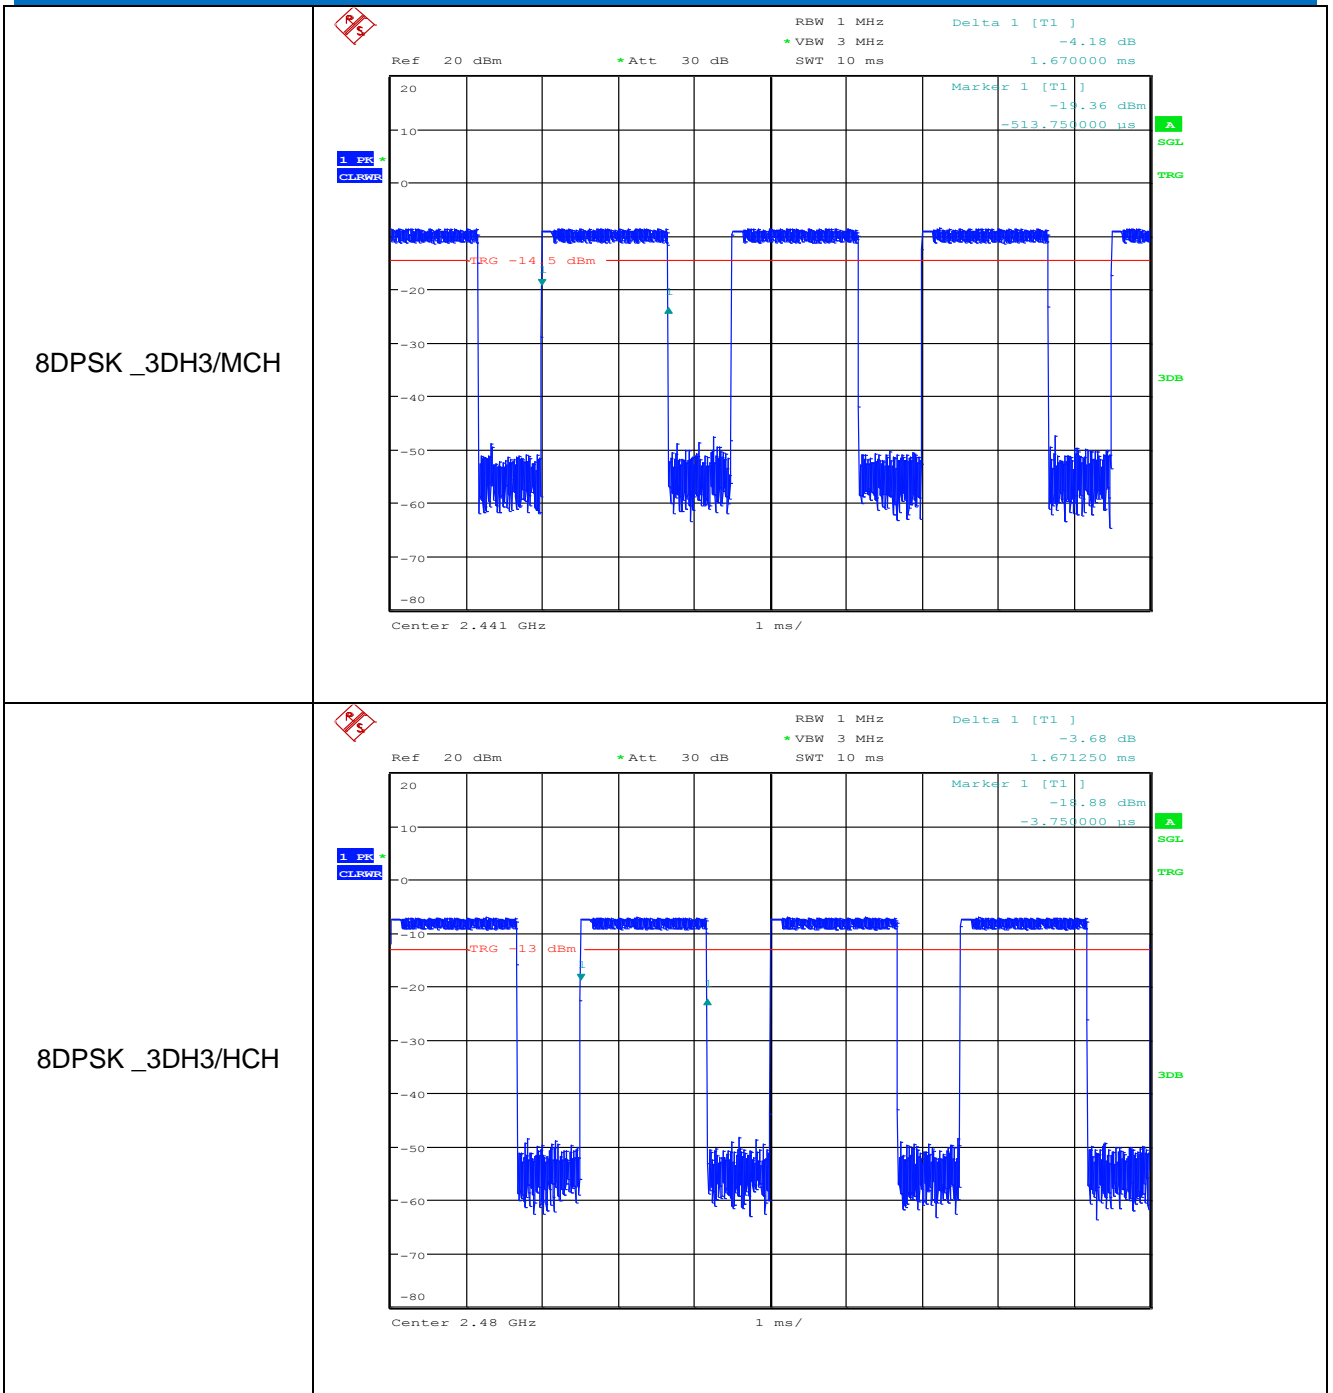 8DPSK _3DH3/MCH
R S
RBW 1 MHz
Delta 1 [T1 ]
* VBW 3 MHz
-4.18 dB
Ref 20 dBm
* Att 30 dB
SWT 10 ms
1.670000 ms
Marker 1 [T1 ]
-19.36 dBm
-513.750000 µs
A
SGL
TRG
3DB
1 PK *
CLRWR
20
10
0
TRG -14.5 dBm
1
1
-20
-30
-40
-50
-60
-70
-80
Center 2.441 GHz
1 ms/
8DPSK _3DH3/HCH
R S
RBW 1 MHz
Delta 1 [T1 ]
* VBW 3 MHz
-3.68 dB
Ref 20 dBm
* Att 30 dB
SWT 10 ms
1.671250 ms
Marker 1 [T1 ]
-18.88 dBm
-3.750000 µs
A
SGL
TRG
3DB
1 PK *
CLRWR
20
10
0
-10
TRG -13 dBm
1
1
-20
-30
-40
-50
-60
-70
-80
Center 2.48 GHz
1 ms/